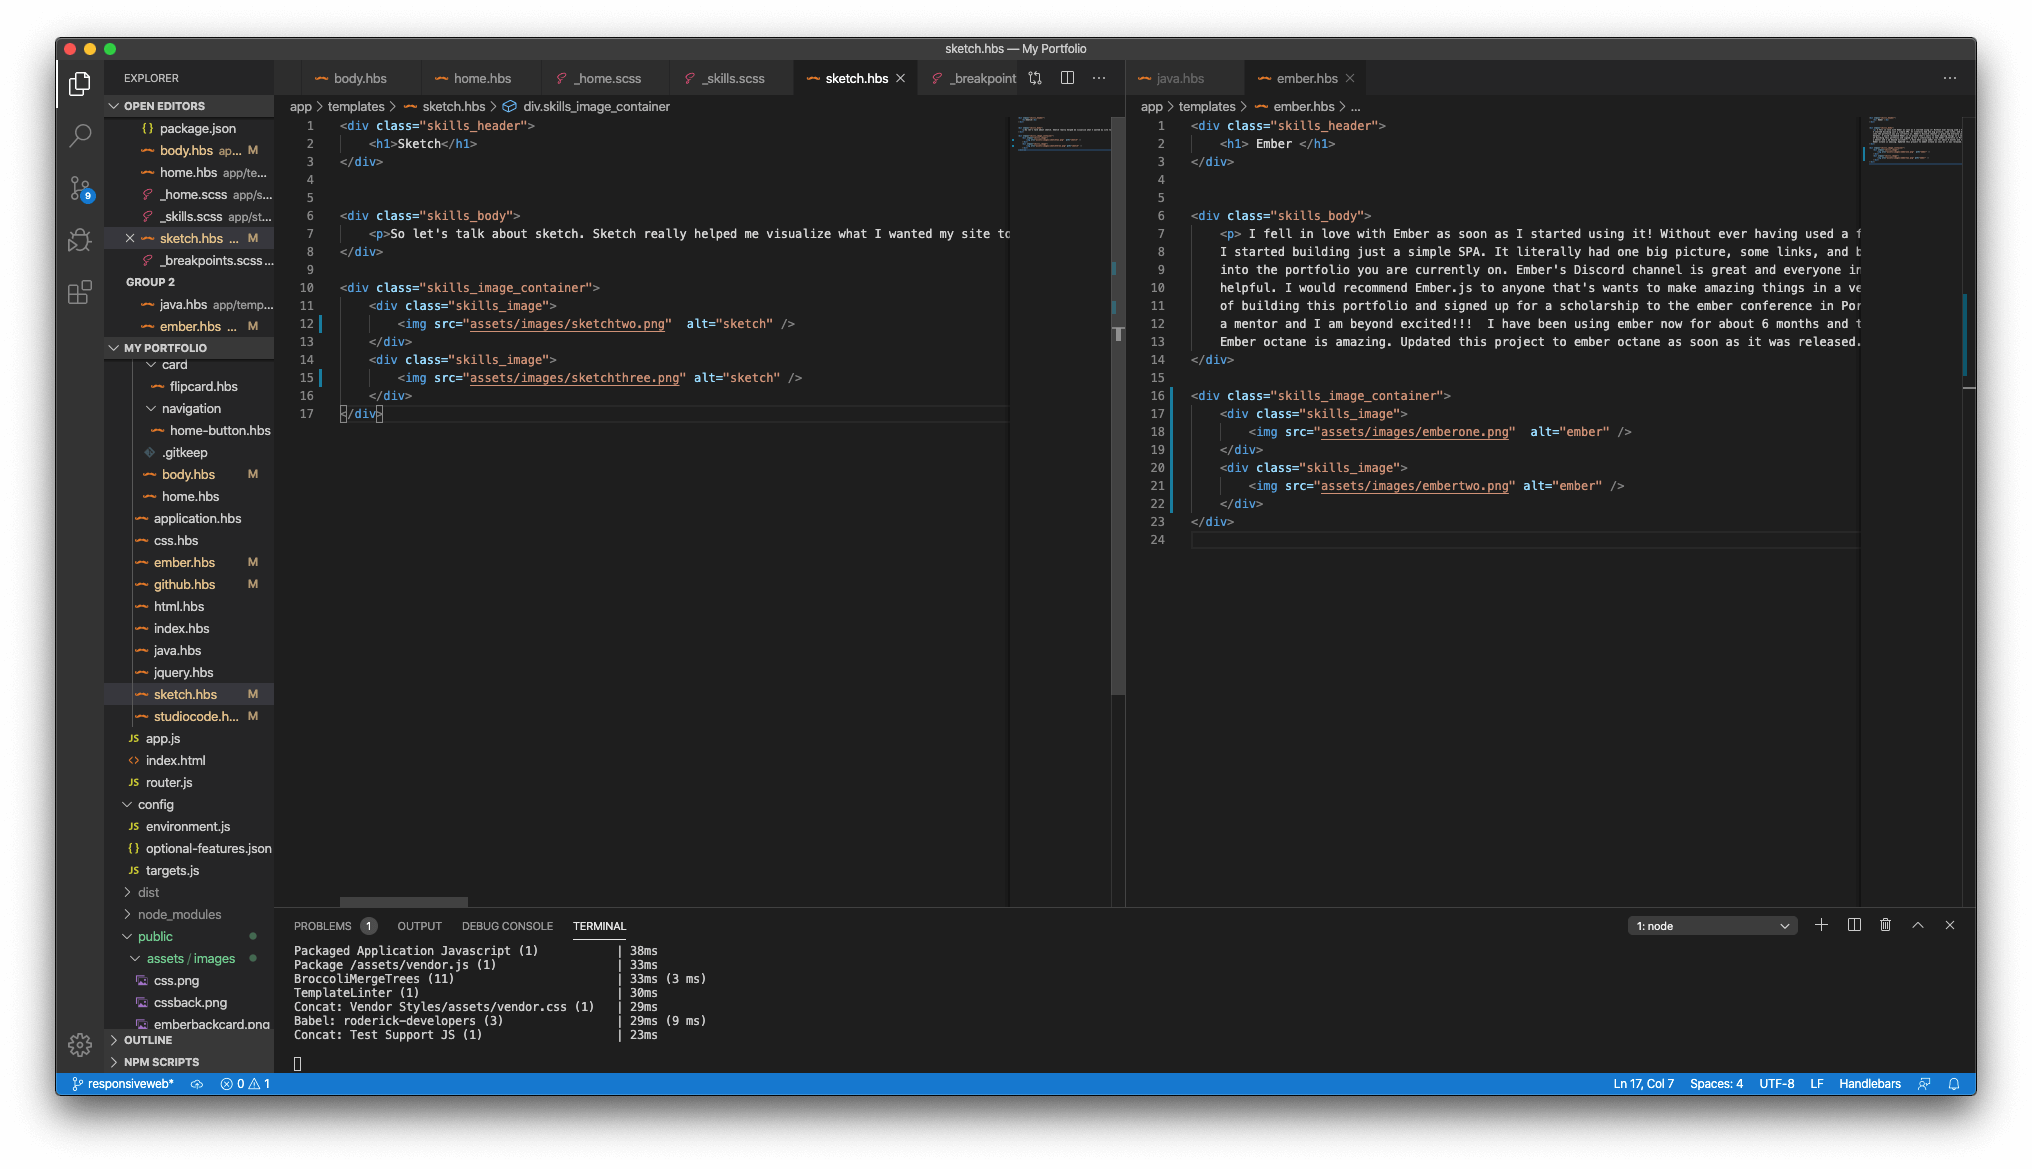 sketch.hbs — My Portfolio
EXPLORER
OPEN EDITORS
package.json
body.hbs ap... M
home.hbs app/te...
_home.scss app/s...
_skills.scss app/st...
sketch.hbs ... M
_breakpoints.scss...
GROUP 2
java.hbs app/temp...
ember.hbs ... M
MY PORTFOLIO
card
flipcard.hbs
navigation
home-button.hbs
.gitkeep
body.hbs M
home.hbs
application.hbs
css.hbs
ember.hbs M
github.hbs M
html.hbs
index.hbs
java.hbs
jquery.hbs
sketch.hbs M
studiocode.h... M
JS app.js
<> index.html
JS router.js
config
JS environment.js
{} optional-features.json
JS targets.js
dist
node_modules
public
assets / images
css.png
cssback.png
emberbackcard.png
OUTLINE
NPM SCRIPTS
9
body.hbs home.hbs _home.scss _skills.scss sketch.hbs _breakpoint
app > templates > sketch.hbs > div.skills_image_container
1 <div class="skills_header">
2 <h1>Sketch</h1>
3 </div>
4
5
6 <div class="skills_body">
7 <p>So let's talk about sketch. Sketch really helped me visualize what I wanted my site to
8 </div>
9
10 <div class="skills_image_container">
11 <div class="skills_image">
12 <img src="assets/images/sketchtwo.png"  alt="sketch" />
13 </div>
14 <div class="skills_image">
15 <img src="assets/images/sketchthree.png" alt="sketch" />
16 </div>
17 </div>
java.hbs ember.hbs
app > templates > ember.hbs > ...
1 <div class="skills_header">
2 <h1> Ember </h1>
3 </div>
4
5
6 <div class="skills_body">
7 <p> I fell in love with Ember as soon as I started using it! Without ever having used a f
8 I started building just a simple SPA. It literally had one big picture, some links, and b
9 into the portfolio you are currently on. Ember's Discord channel is great and everyone in
10 helpful. I would recommend Ember.js to anyone that's wants to make amazing things in a ve
11 of building this portfolio and signed up for a scholarship to the ember conference in Por
12 a mentor and I am beyond excited!!!  I have been using ember now for about 6 months and t
13 Ember octane is amazing. Updated this project to ember octane as soon as it was released.
14 </div>
15
16 <div class="skills_image_container">
17 <div class="skills_image">
18 <img src="assets/images/emberone.png"  alt="ember" />
19 </div>
20 <div class="skills_image">
21 <img src="assets/images/embertwo.png" alt="ember" />
22 </div>
23 </div>
24
PROBLEMS 1 OUTPUT DEBUG CONSOLE TERMINAL 1: node
Packaged Application Javascript (1) | 38ms
Package /assets/vendor.js (1) | 33ms
BroccoliMergeTrees (11) | 33ms (3 ms)
TemplateLinter (1) | 30ms
Concat: Vendor Styles/assets/vendor.css (1) | 29ms
Babel: roderick-developers (3) | 29ms (9 ms)
Concat: Test Support JS (1) | 23ms
responsiveweb* 0 1 Ln 17, Col 7 Spaces: 4 UTF-8 LF Handlebars